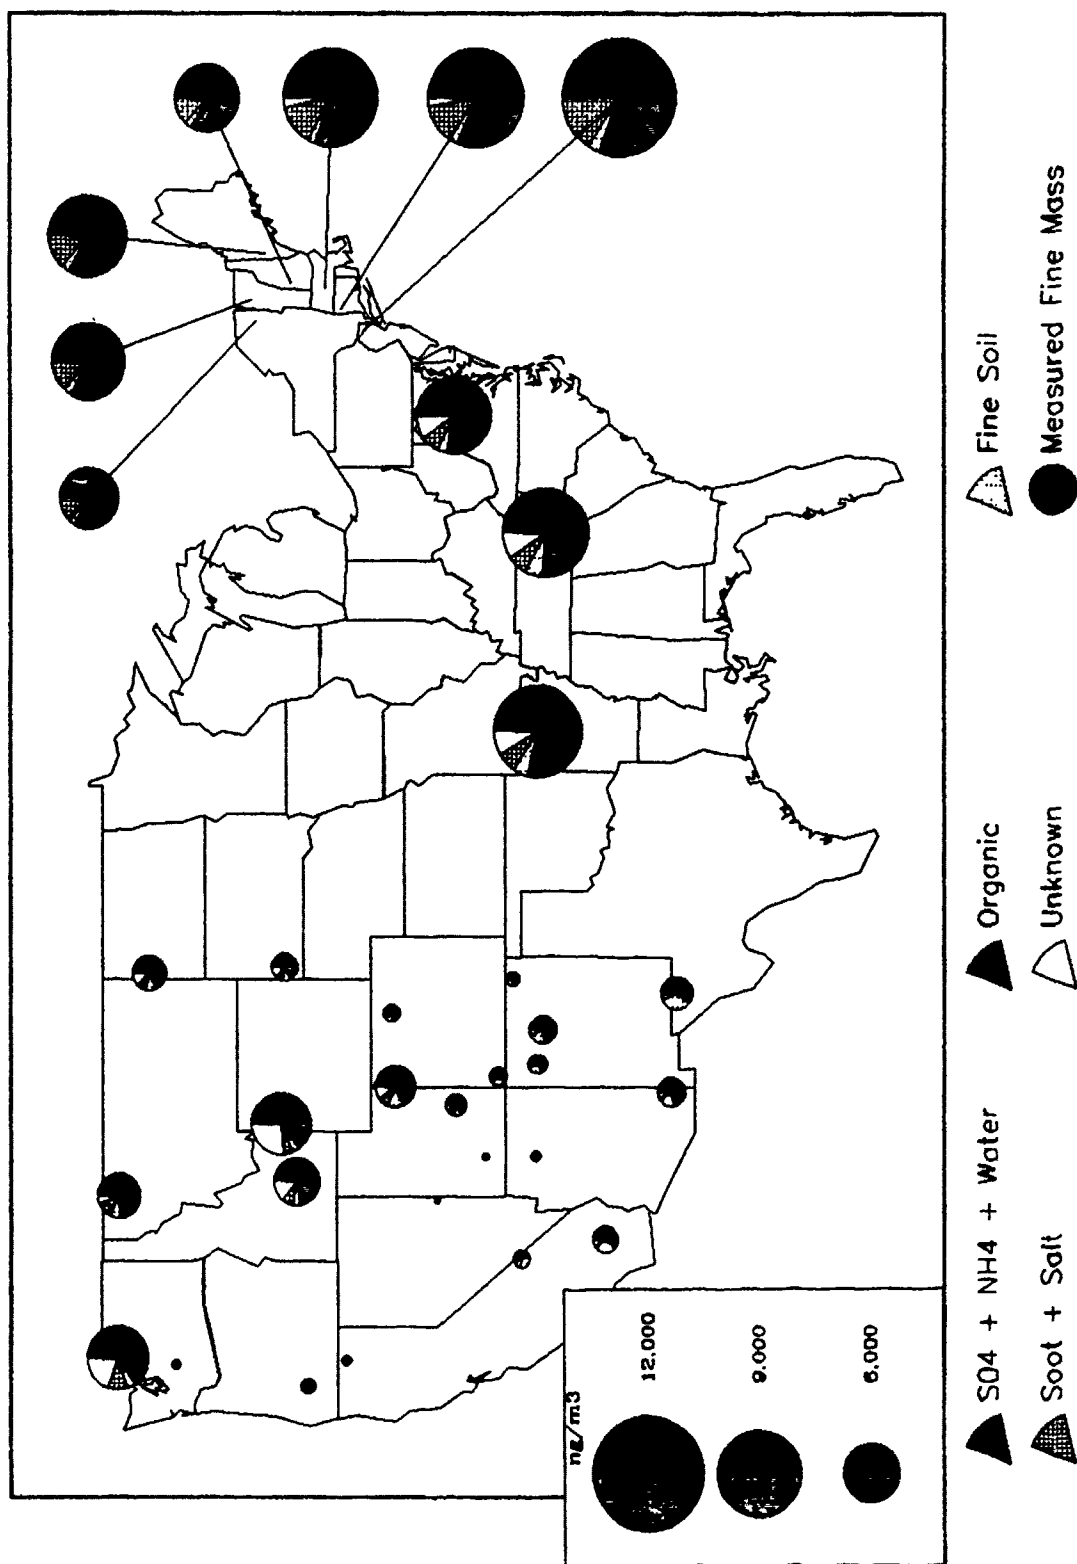 ng/m3
12.000
9.000
6.000
SO4 + NH4 + Water
Organic
Fine Soil
Soot + Salt
Unknown
Measured Fine Mass